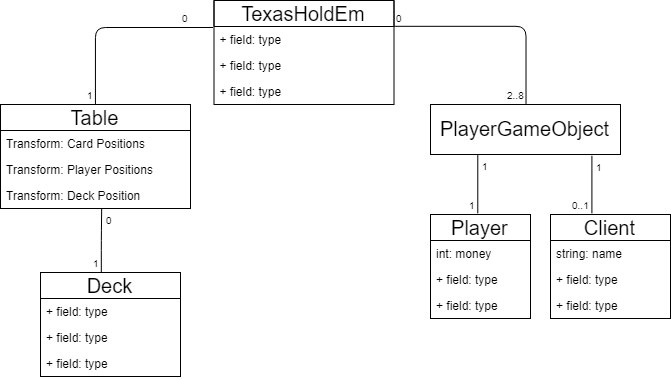 TexasHoldEm
+ field: type
+ field: type
+ field: type
0
0
1
2..8
Table
Transform: Card Positions
Transform: Player Positions
Transform: Deck Position
PlayerGameObject
1
1
1
0..1
0
1
Player
int: money
+ field: type
+ field: type
Client
string: name
+ field: type
+ field: type
Deck
+ field: type
+ field: type
+ field: type